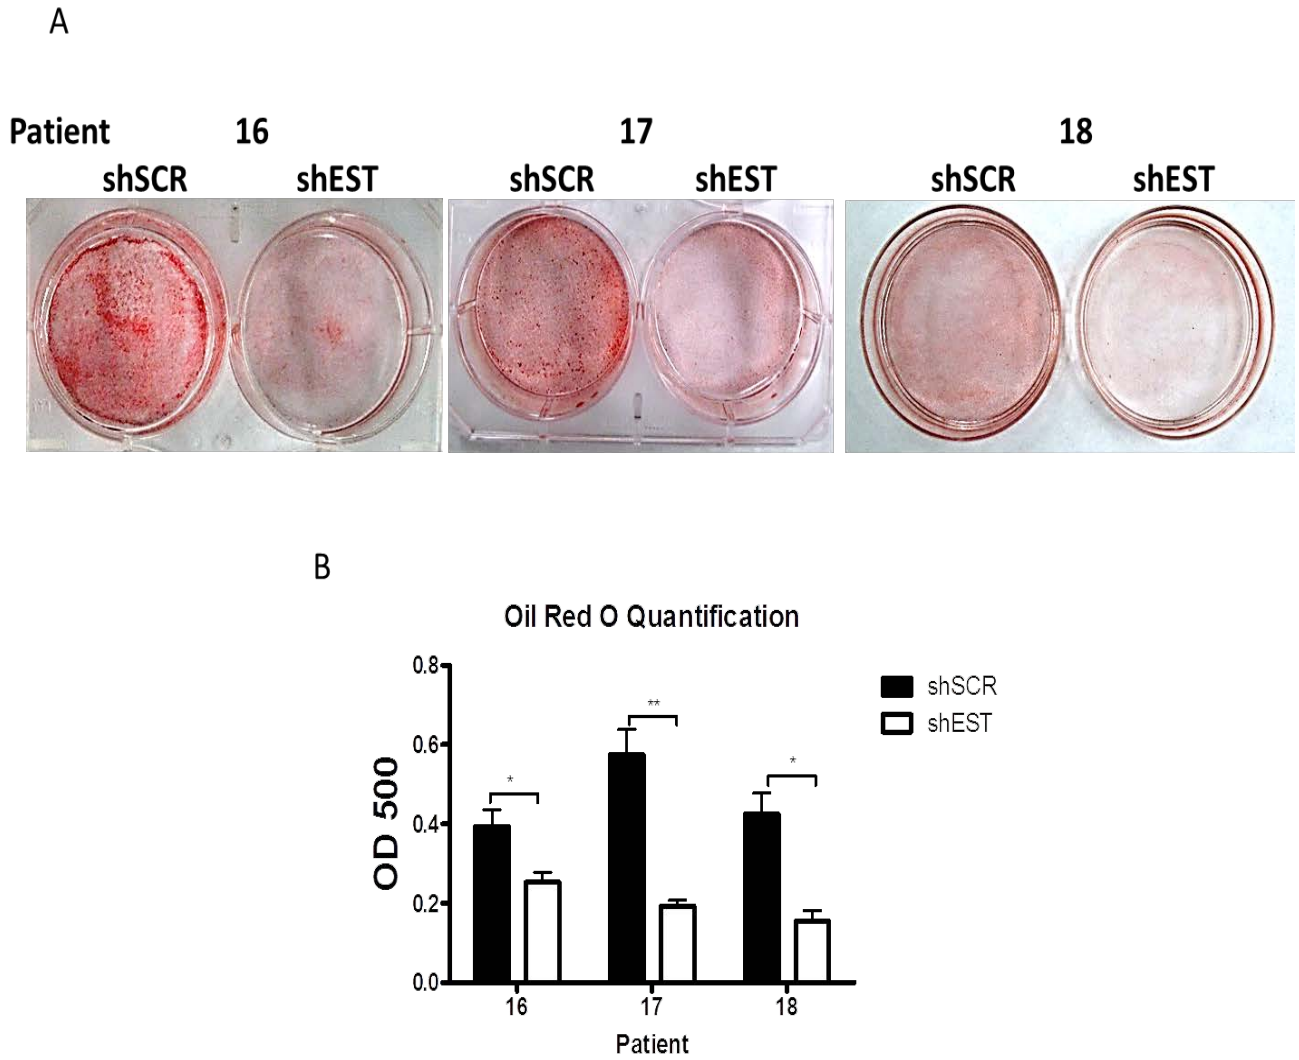 A
Patient 16 17 18
shSCR shEST shSCR shEST shSCR shEST
B
Oil Red O Quantification
0.8
0.6
0.4
0.2
0.0
OD 500
*
**
*
shSCR
shEST
16 17 18
Patient